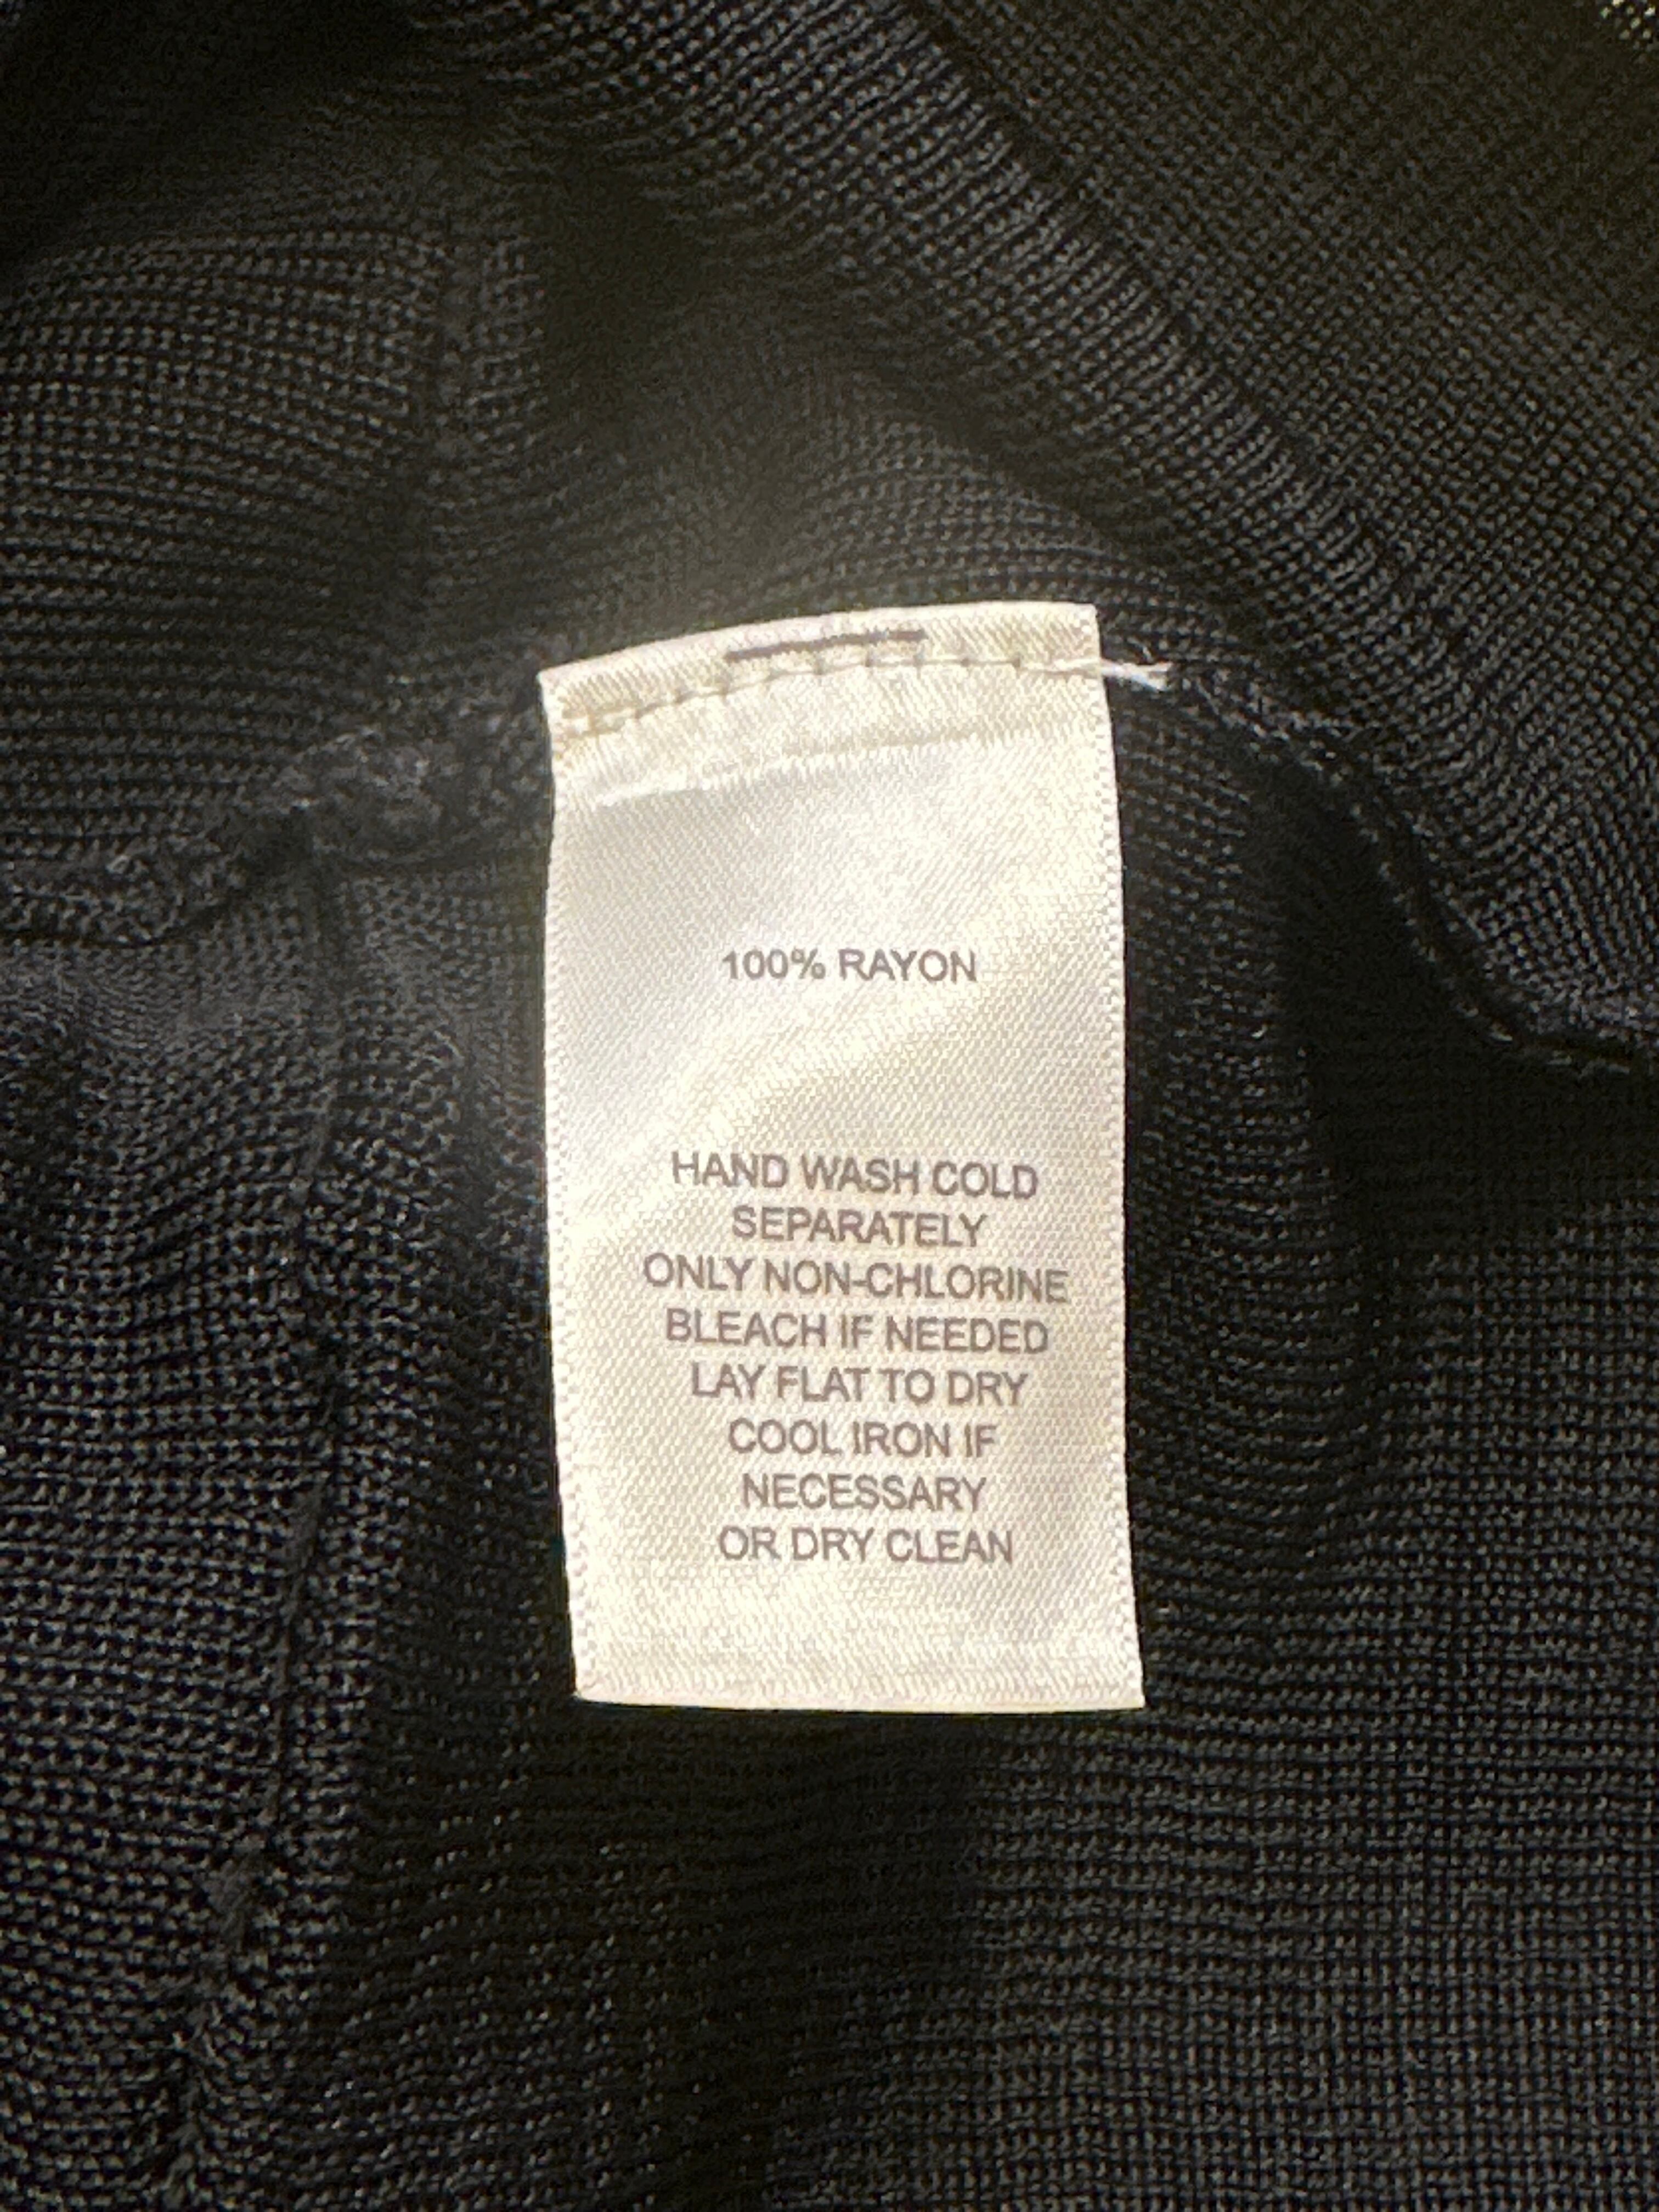 100% RAYON
HAND WASH COLD
SEPARATELY
ONLY NON-CHLORINE
BLEACH IF NEEDED
LAY FLAT TO DRY
COOL IRON IF
NECESSARY
OR DRY CLEAN